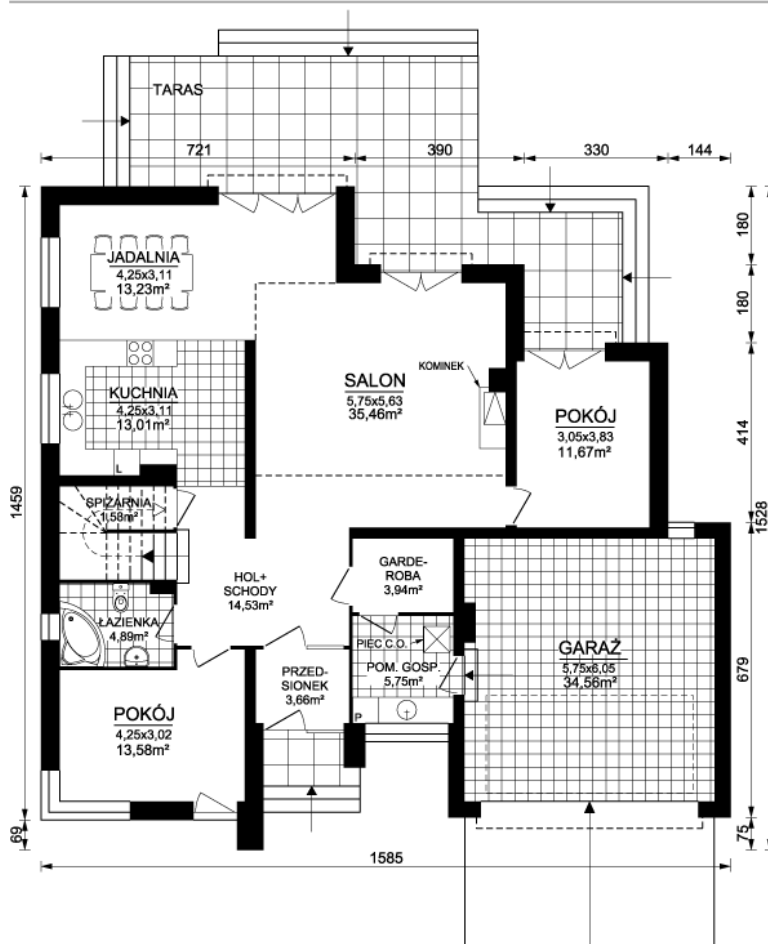 TARAS
721
390
330
144
JADALNIA
4,25x3,11
13,23m²
180
180
KUCHNIA
4,25x3,11
13,01m²
L
SALON
5,75x5,63
35,46m²
KOMINEK
POKÓJ
3,05x3,83
11,67m²
414
1459
1528
SPIŻARNIA
1,58m²
HOL+
SCHODY
14,53m²
GARDE-
ROBA
3,94m²
ŁAZIENKA
4,89m²
PIEC C.O.
POM. GOSP.
5,75m²
P
GARAŻ
5,75x6,05
34,56m²
PRZED-
SIONEK
3,66m²
679
POKÓJ
4,25x3,02
13,58m²
69
75
1585